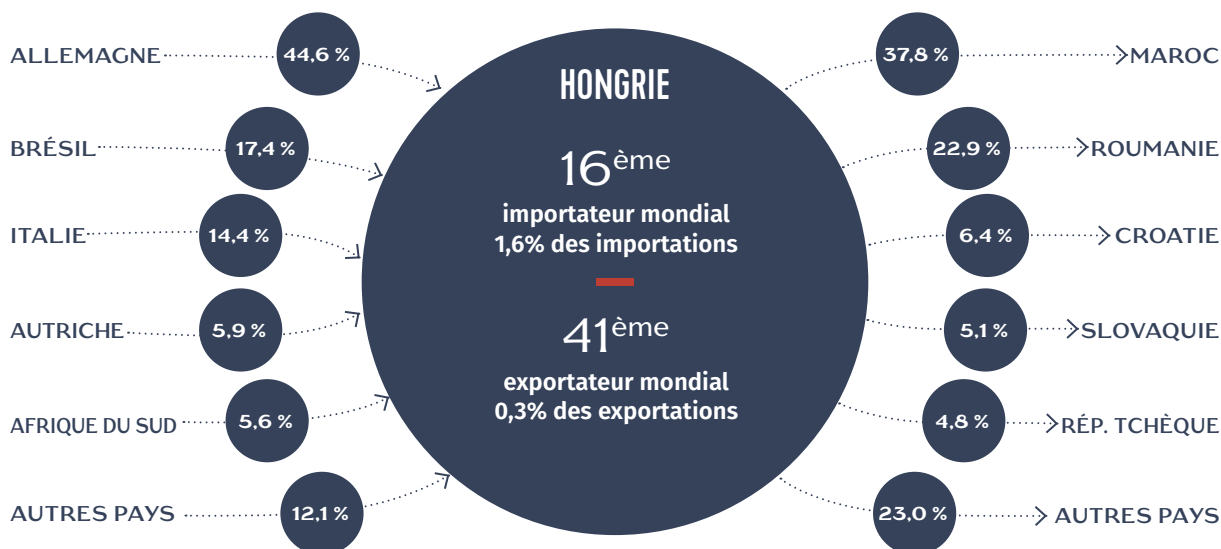 ALLEMAGNE
44,6 %
BRÉSIL
17,4 %
ITALIE
14,4 %
AUTRICHE
5,9 %
AFRIQUE DU SUD
5,6 %
AUTRES PAYS
12,1 %
HONGRIE
16ème
importateur mondial
1,6% des importations
41ème
exportateur mondial
0,3% des exportations
37,8 %
MAROC
22,9 %
ROUMANIE
6,4 %
CROATIE
5,1 %
SLOVAQUIE
4,8 %
RÉP. TCHÈQUE
23,0 %
AUTRES PAYS